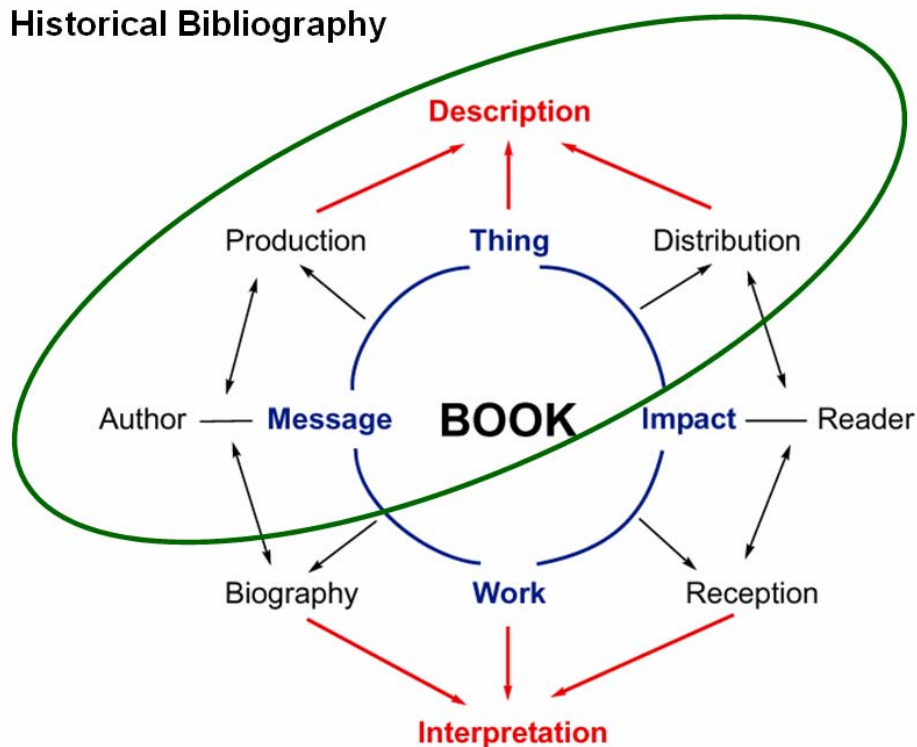 Historical Bibliography
Description
Production
Thing
Distribution
Author
Message
BOOK
Impact
Reader
Biography
Work
Reception
Interpretation